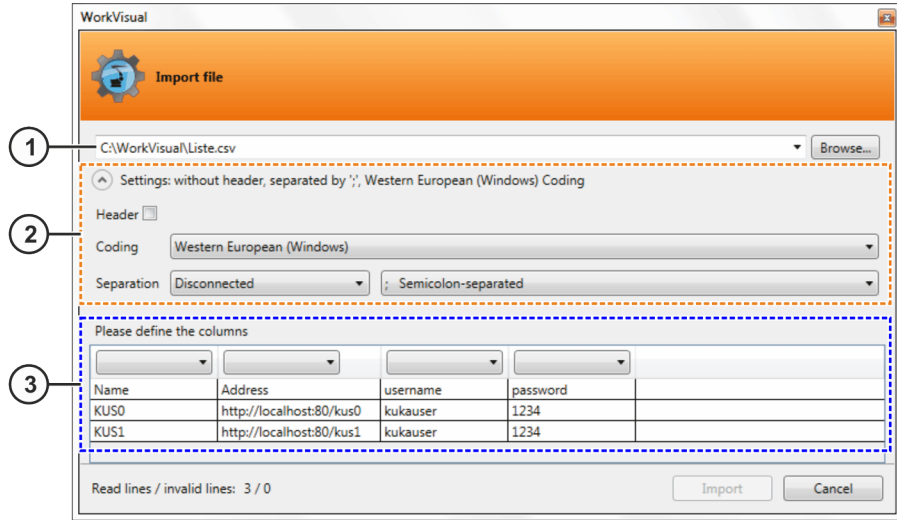 WorkVisual
Import file
1
C:\WorkVisual\Liste.csv
Browse...
Settings: without header, separated by ';', Western European (Windows) Coding
2
Header
Coding Western European (Windows)
Separation Disconnected ; Semicolon-separated
Please define the columns
3
Name Address username password
KUS0 http://localhost:80/kus0 kukauser 1234
KUS1 http://localhost:80/kus1 kukauser 1234
Read lines / invalid lines: 3 / 0
Import Cancel